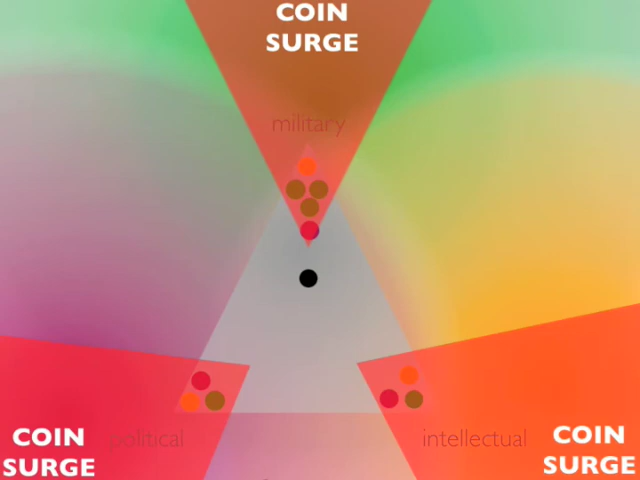 COIN
SURGE
military
political
intellectual
COIN
SURGE
COIN
SURGE